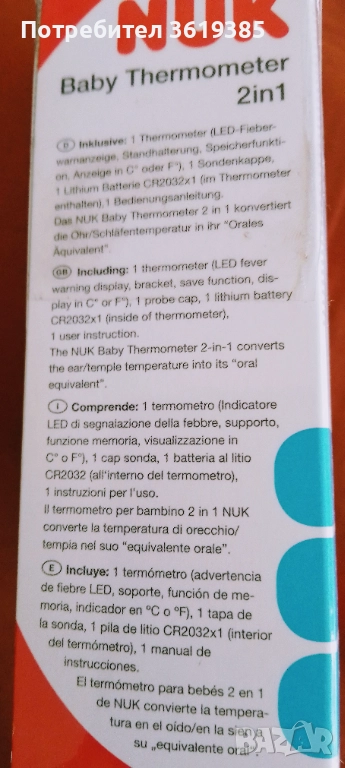 Потребител 3619385
NUK
Baby Thermometer
2in1
D Inklusive: 1 Thermometer (LED-Fieber-
warnanzeige, Standhalterung, Speicherfunkti-
on, Anzeige in C° oder F°), 1 Sondenkappe,
1 Lithium Batterie CR2032x1 (im Thermometer
enthalten),1 Bedienungsanleitung.
Das NUK Baby Thermometer 2 in 1 konvertiert
die Ohr/Schläfentemperatur in ihr "Orales
Äquivalent".
GB Including: 1 thermometer (LED fever
warning display, bracket, save function, dis-
play in C° or F°), 1 probe cap, 1 lithium battery
CR2032x1 (inside of thermometer),
1 user instruction.
The NUK Baby Thermometer 2-in-1 converts
the ear/temple temperature into its "oral
equivalent".
I Comprende: 1 termometro (Indicatore
LED di segnalazione della febbre, supporto,
funzione memoria, visualizzazione in
C° o F°), 1 cap sonda, 1 batteria al litio
CR2032 (all'interno del termometro),
1 instruzioni per l'uso.
Il termometro per bambino 2 in 1 NUK
converte la temperatura di orecchio/
tempia nel suo "equivalente orale".
E Incluye: 1 termómetro (advertencia
de fiebre LED, soporte, función de me-
moria, indicador en °C o °F), 1 tapa de
la sonda, 1 pila de litio CR2032x1 (interior
del termómetro), 1 manual de
instrucciones.
El termómetro para bebés 2 en 1
de NUK convierte la tempera-
tura en el oído/en la siena
su „equivalente oral".
BAZAR